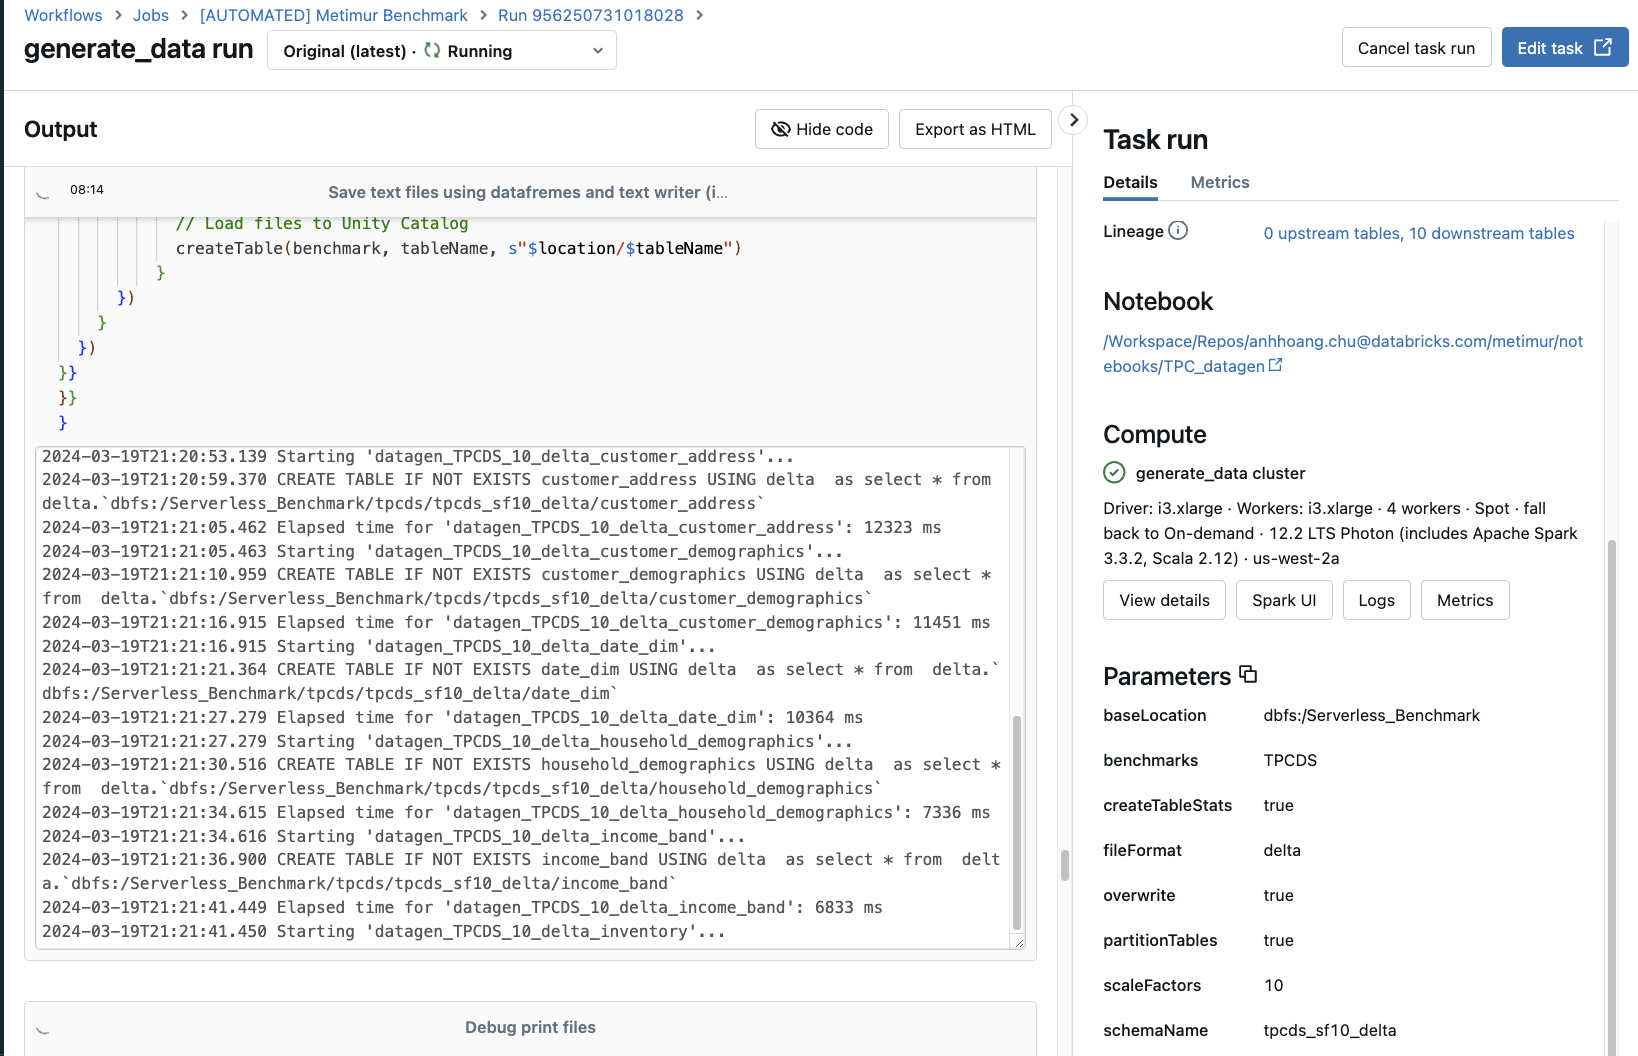 Workflows > Jobs > [AUTOMATED] Metimur Benchmark > Run 956250731018028 >
generate_data run
Original (latest) · Running
Cancel task run
Edit task
Output
Hide code
Export as HTML
08:14
Save text files using datafremes and text writer (i...
// Load files to Unity Catalog
createTable(benchmark, tableName, s"$location/$tableName")
}
})
}
})
}}
}}
}
2024-03-19T21:20:53.139 Starting 'datagen_TPCDS_10_delta_customer_address'...
2024-03-19T21:20:59.370 CREATE TABLE IF NOT EXISTS customer_address USING delta  as select * from
delta.`dbfs:/Serverless_Benchmark/tpcds/tpcds_sf10_delta/customer_address`
2024-03-19T21:21:05.462 Elapsed time for 'datagen_TPCDS_10_delta_customer_address': 12323 ms
2024-03-19T21:21:05.463 Starting 'datagen_TPCDS_10_delta_customer_demographics'...
2024-03-19T21:21:10.959 CREATE TABLE IF NOT EXISTS customer_demographics USING delta  as select *
from  delta.`dbfs:/Serverless_Benchmark/tpcds/tpcds_sf10_delta/customer_demographics`
2024-03-19T21:21:16.915 Elapsed time for 'datagen_TPCDS_10_delta_customer_demographics': 11451 ms
2024-03-19T21:21:16.915 Starting 'datagen_TPCDS_10_delta_date_dim'...
2024-03-19T21:21:21.364 CREATE TABLE IF NOT EXISTS date_dim USING delta  as select * from  delta.`
dbfs:/Serverless_Benchmark/tpcds/tpcds_sf10_delta/date_dim`
2024-03-19T21:21:27.279 Elapsed time for 'datagen_TPCDS_10_delta_date_dim': 10364 ms
2024-03-19T21:21:27.279 Starting 'datagen_TPCDS_10_delta_household_demographics'...
2024-03-19T21:21:30.516 CREATE TABLE IF NOT EXISTS household_demographics USING delta  as select *
from  delta.`dbfs:/Serverless_Benchmark/tpcds/tpcds_sf10_delta/household_demographics`
2024-03-19T21:21:34.615 Elapsed time for 'datagen_TPCDS_10_delta_household_demographics': 7336 ms
2024-03-19T21:21:34.616 Starting 'datagen_TPCDS_10_delta_income_band'...
2024-03-19T21:21:36.900 CREATE TABLE IF NOT EXISTS income_band USING delta  as select * from  delt
a.`dbfs:/Serverless_Benchmark/tpcds/tpcds_sf10_delta/income_band`
2024-03-19T21:21:41.449 Elapsed time for 'datagen_TPCDS_10_delta_income_band': 6833 ms
2024-03-19T21:21:41.450 Starting 'datagen_TPCDS_10_delta_inventory'...
Debug print files
Task run
Details Metrics
Lineage 0 upstream tables, 10 downstream tables
Notebook
/Workspace/Repos/anhhoang.chu@databricks.com/metimur/not
ebooks/TPC_datagen
Compute
generate_data cluster
Driver: i3.xlarge · Workers: i3.xlarge · 4 workers · Spot · fall
back to On-demand · 12.2 LTS Photon (includes Apache Spark
3.3.2, Scala 2.12) · us-west-2a
View details Spark UI Logs Metrics
Parameters
baseLocation dbfs:/Serverless_Benchmark
benchmarks TPCDS
createTableStats true
fileFormat delta
overwrite true
partitionTables true
scaleFactors 10
schemaName tpcds_sf10_delta